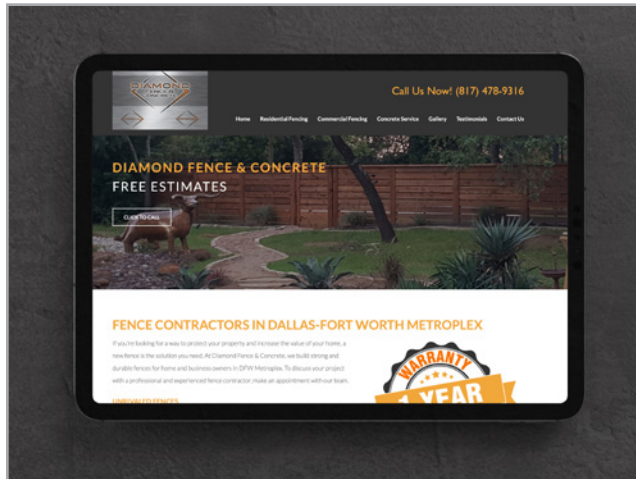 DIAMOND
FENCE &
CONCRETE
Call Us Now! (817) 478-9316
Home Residential Fencing Commercial Fencing Concrete Service Gallery Testimonials Contact Us
DIAMOND FENCE & CONCRETE
FREE ESTIMATES
CLICK TO CALL
FENCE CONTRACTORS IN DALLAS-FORT WORTH METROPLEX
If you're looking for a way to protect your property and increase the value of your home, a
new fence is the solution you need. At Diamond Fence & Concrete, we build strong and
durable fences for home and business owners in DFW Metroplex. To discuss your project
with a professional and experienced fence contractor, make an appointment with our team.
UNRIVALED FENCES
WARRANTY
1 YEAR